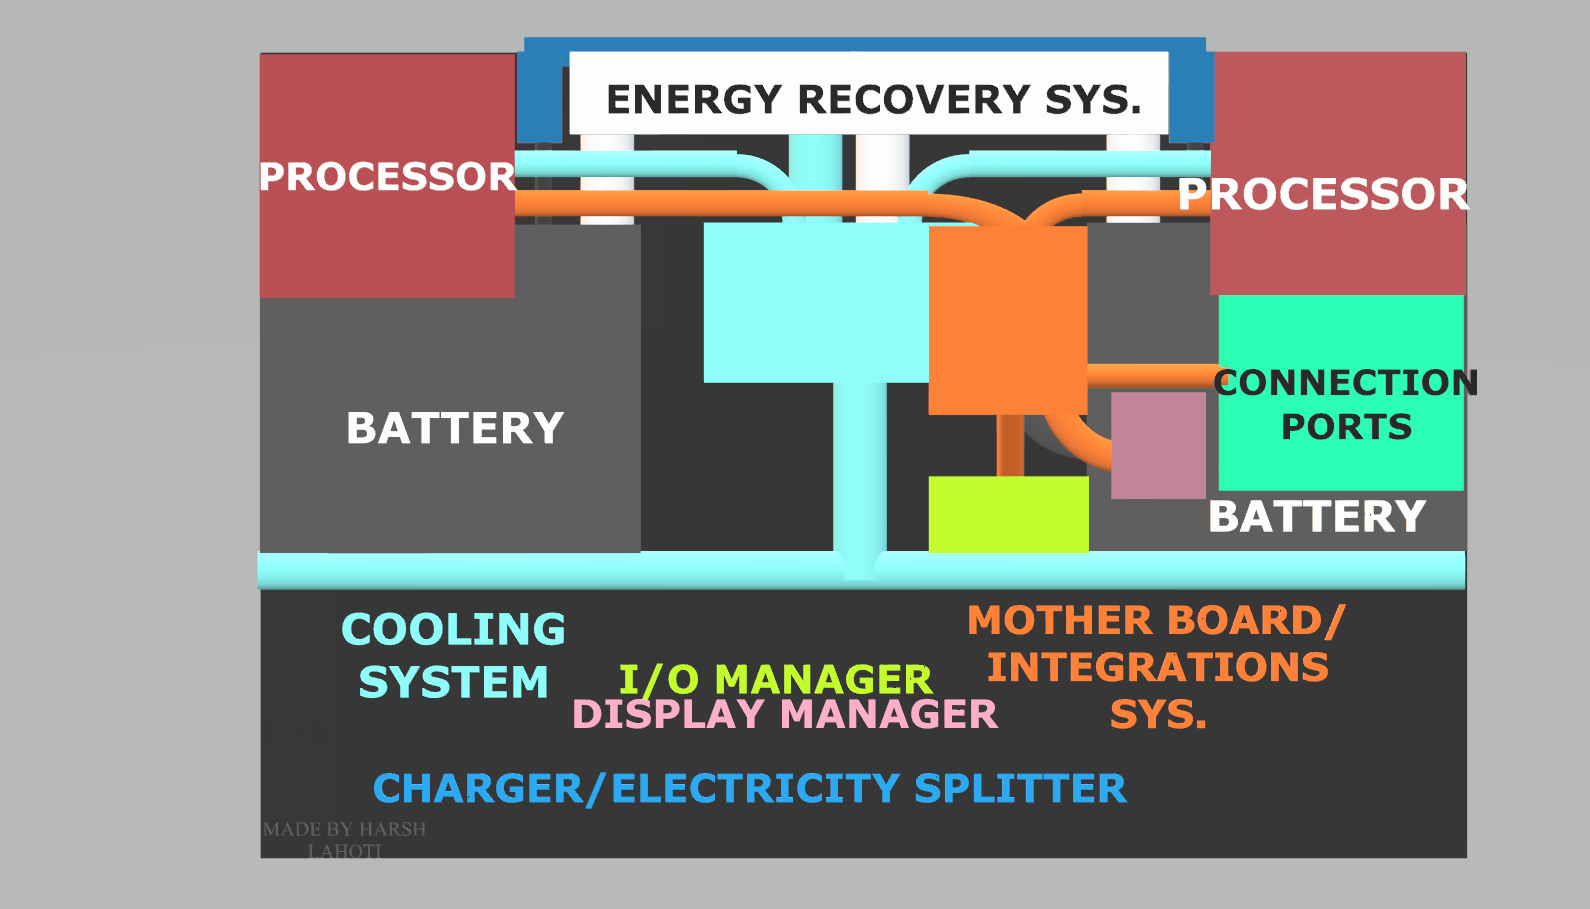 ENERGY RECOVERY SYS.
PROCESSOR
PROCESSOR
CONNECTION
PORTS
BATTERY
BATTERY
COOLING
SYSTEM
MOTHER BOARD/
INTEGRATIONS
SYS.
I/O MANAGER
DISPLAY MANAGER
CHARGER/ELECTRICITY SPLITTER
MADE BY HARSH
LAHOTI